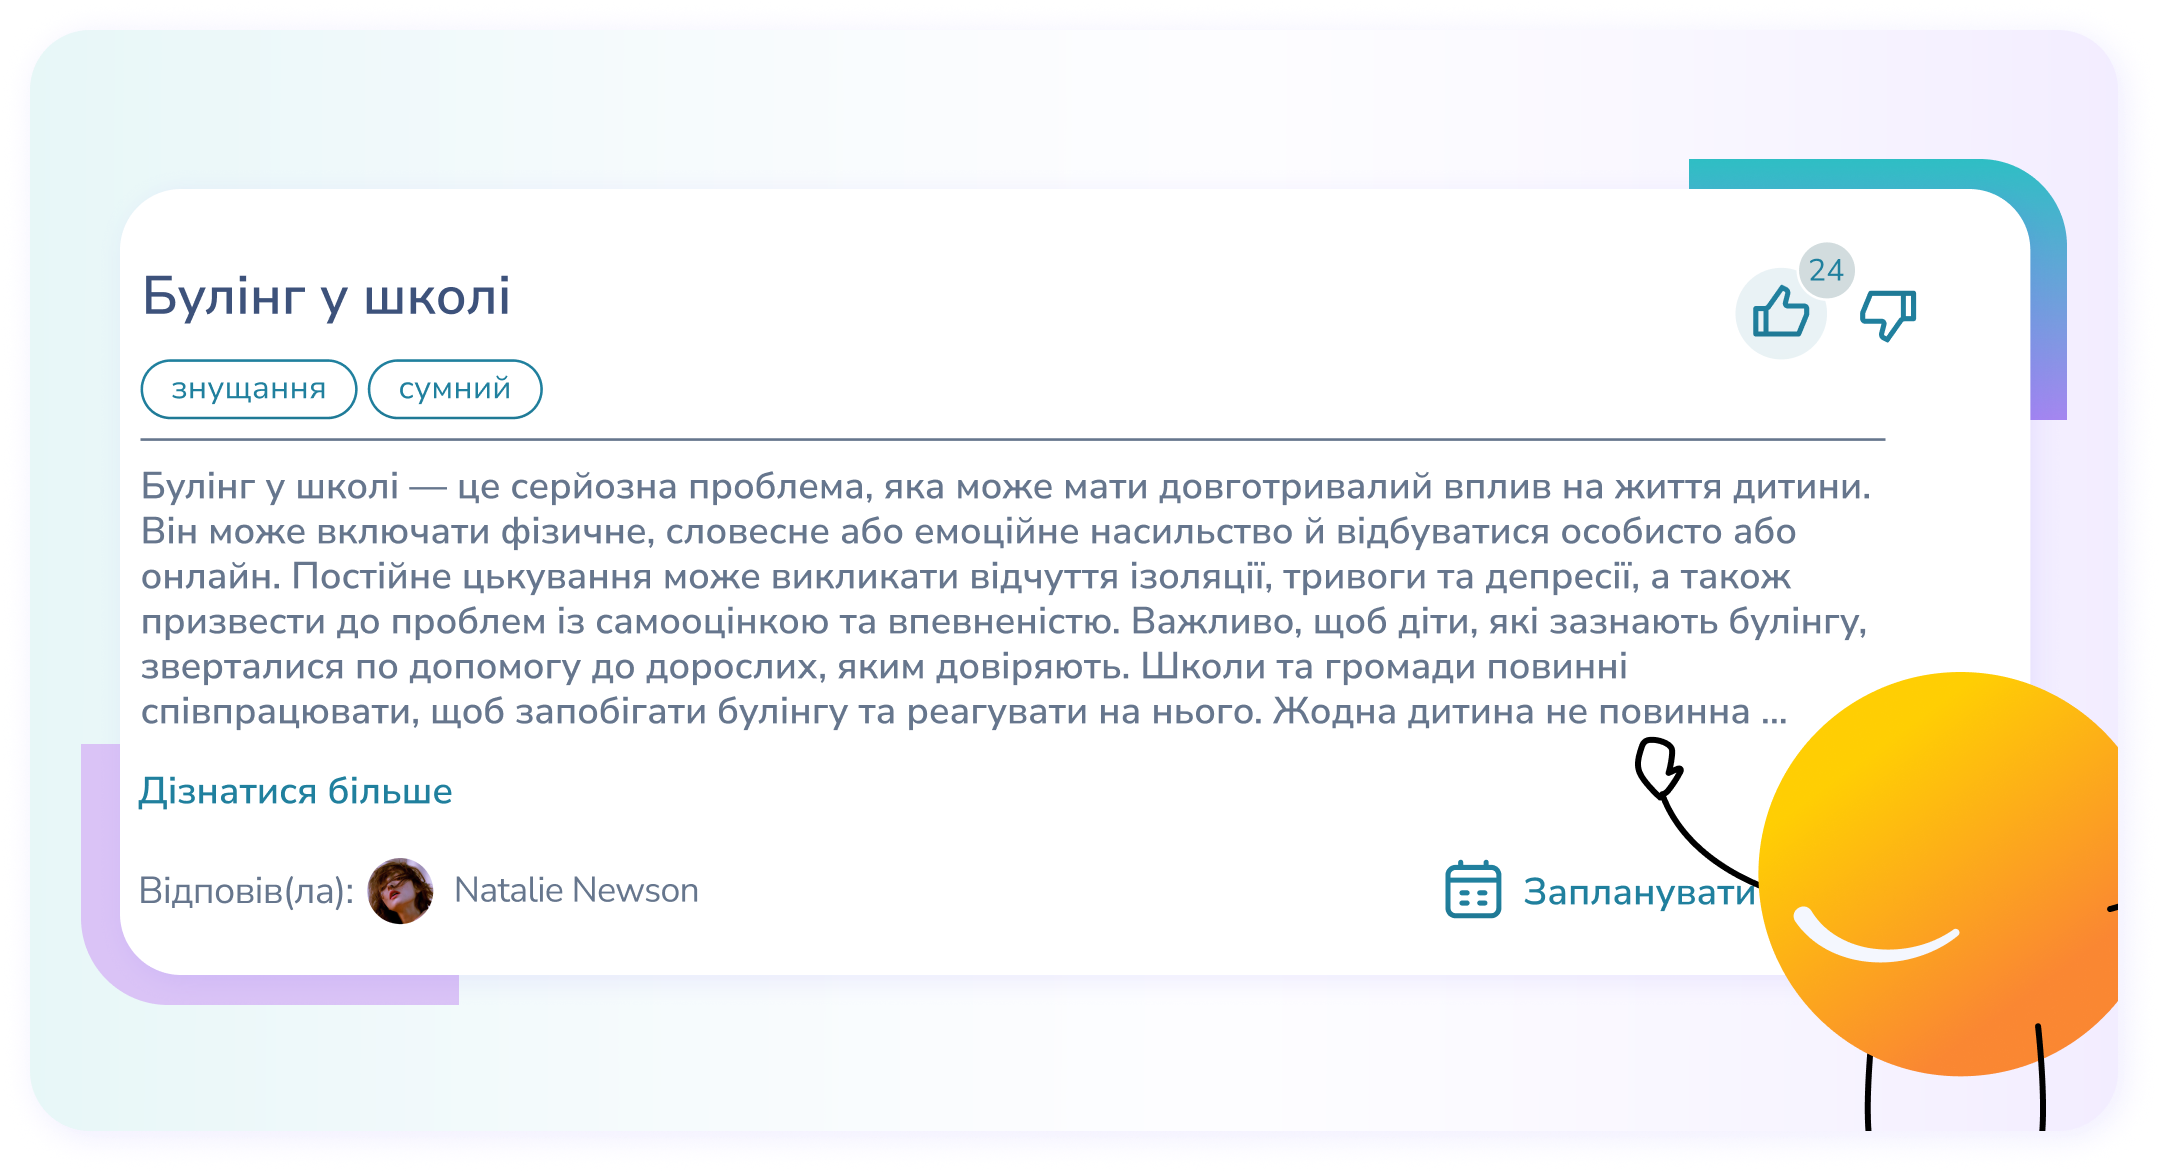 Булінг у школі
24
знущання
сумний
Булінг у школі — це серйозна проблема, яка може мати довготривалий вплив на життя дитини.
Він може включати фізичне, словесне або емоційне насильство й відбуватися особисто або
онлайн. Постійне цькування може викликати відчуття ізоляції, тривоги та депресії, а також
призвести до проблем із самооцінкою та впевненістю. Важливо, щоб діти, які зазнають булінгу,
зверталися по допомогу до дорослих, яким довіряють. Школи та громади повинні
співпрацювати, щоб запобігати булінгу та реагувати на нього. Жодна дитина не повинна ...
Дізнатися більше
Відповів(ла): Natalie Newson
Запланувати